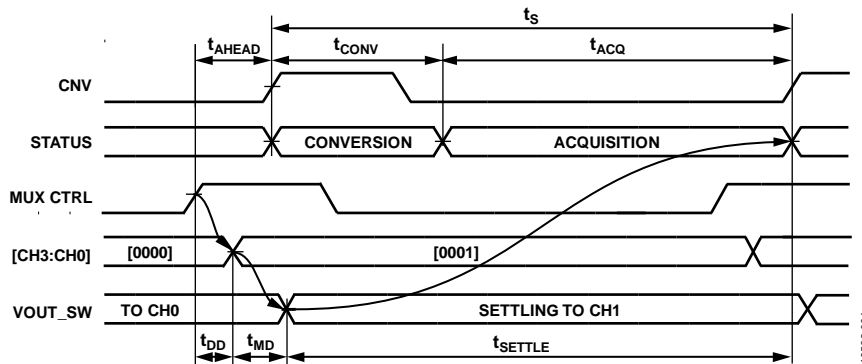 tS
tAHEAD tCONV tACQ
CNV
STATUS CONVERSION ACQUISITION
MUX CTRL
[CH3:CH0] [0000] [0001]
VOUT_SW TO CH0 SETTLING TO CH1
tDD tMD tSETTLE